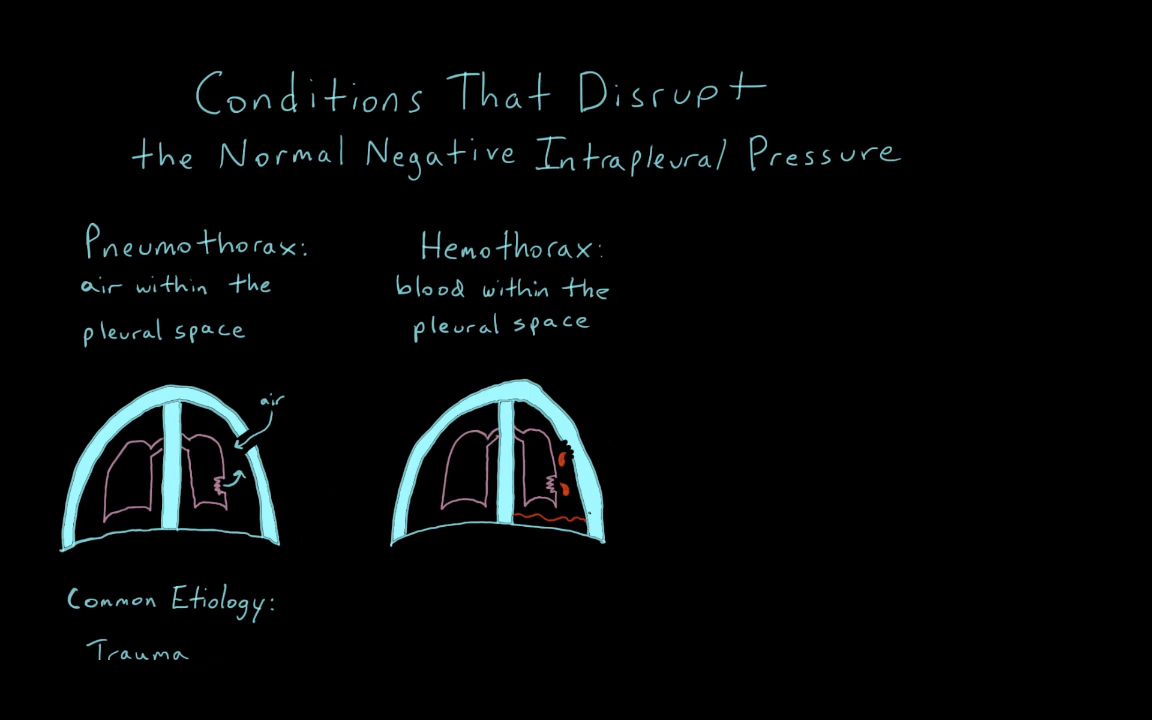 Conditions That Disrupt
the Normal Negative Intrapleural Pressure
Pneumothorax:
air within the
pleural space
Hemothorax:
blood within the
pleural space
air
Common Etiology:
Trauma